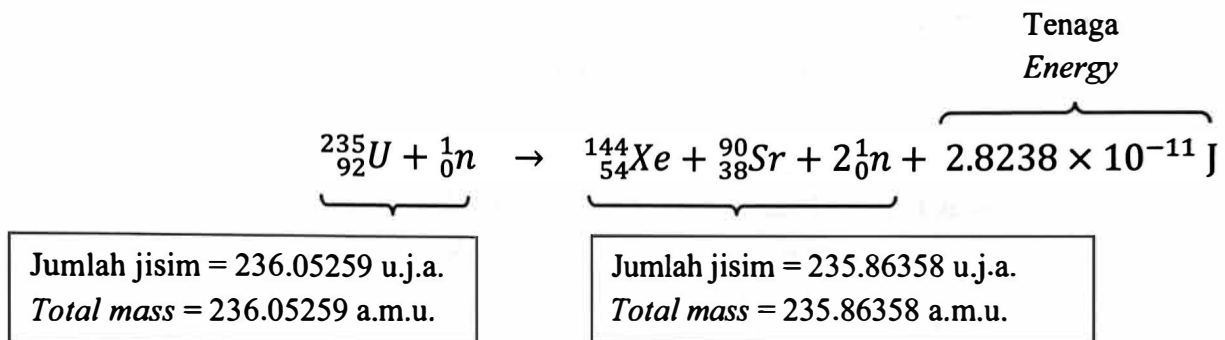 Tenaga
Energy
²³⁵₉₂U + ¹₀n → ¹⁴⁴₅₄Xe + ⁹⁰₃₈Sr + 2¹₀n + 2.8238 × 10⁻¹¹ J
Jumlah jisim = 236.05259 u.j.a.
Total mass = 236.05259 a.m.u.
Jumlah jisim = 235.86358 u.j.a.
Total mass = 235.86358 a.m.u.